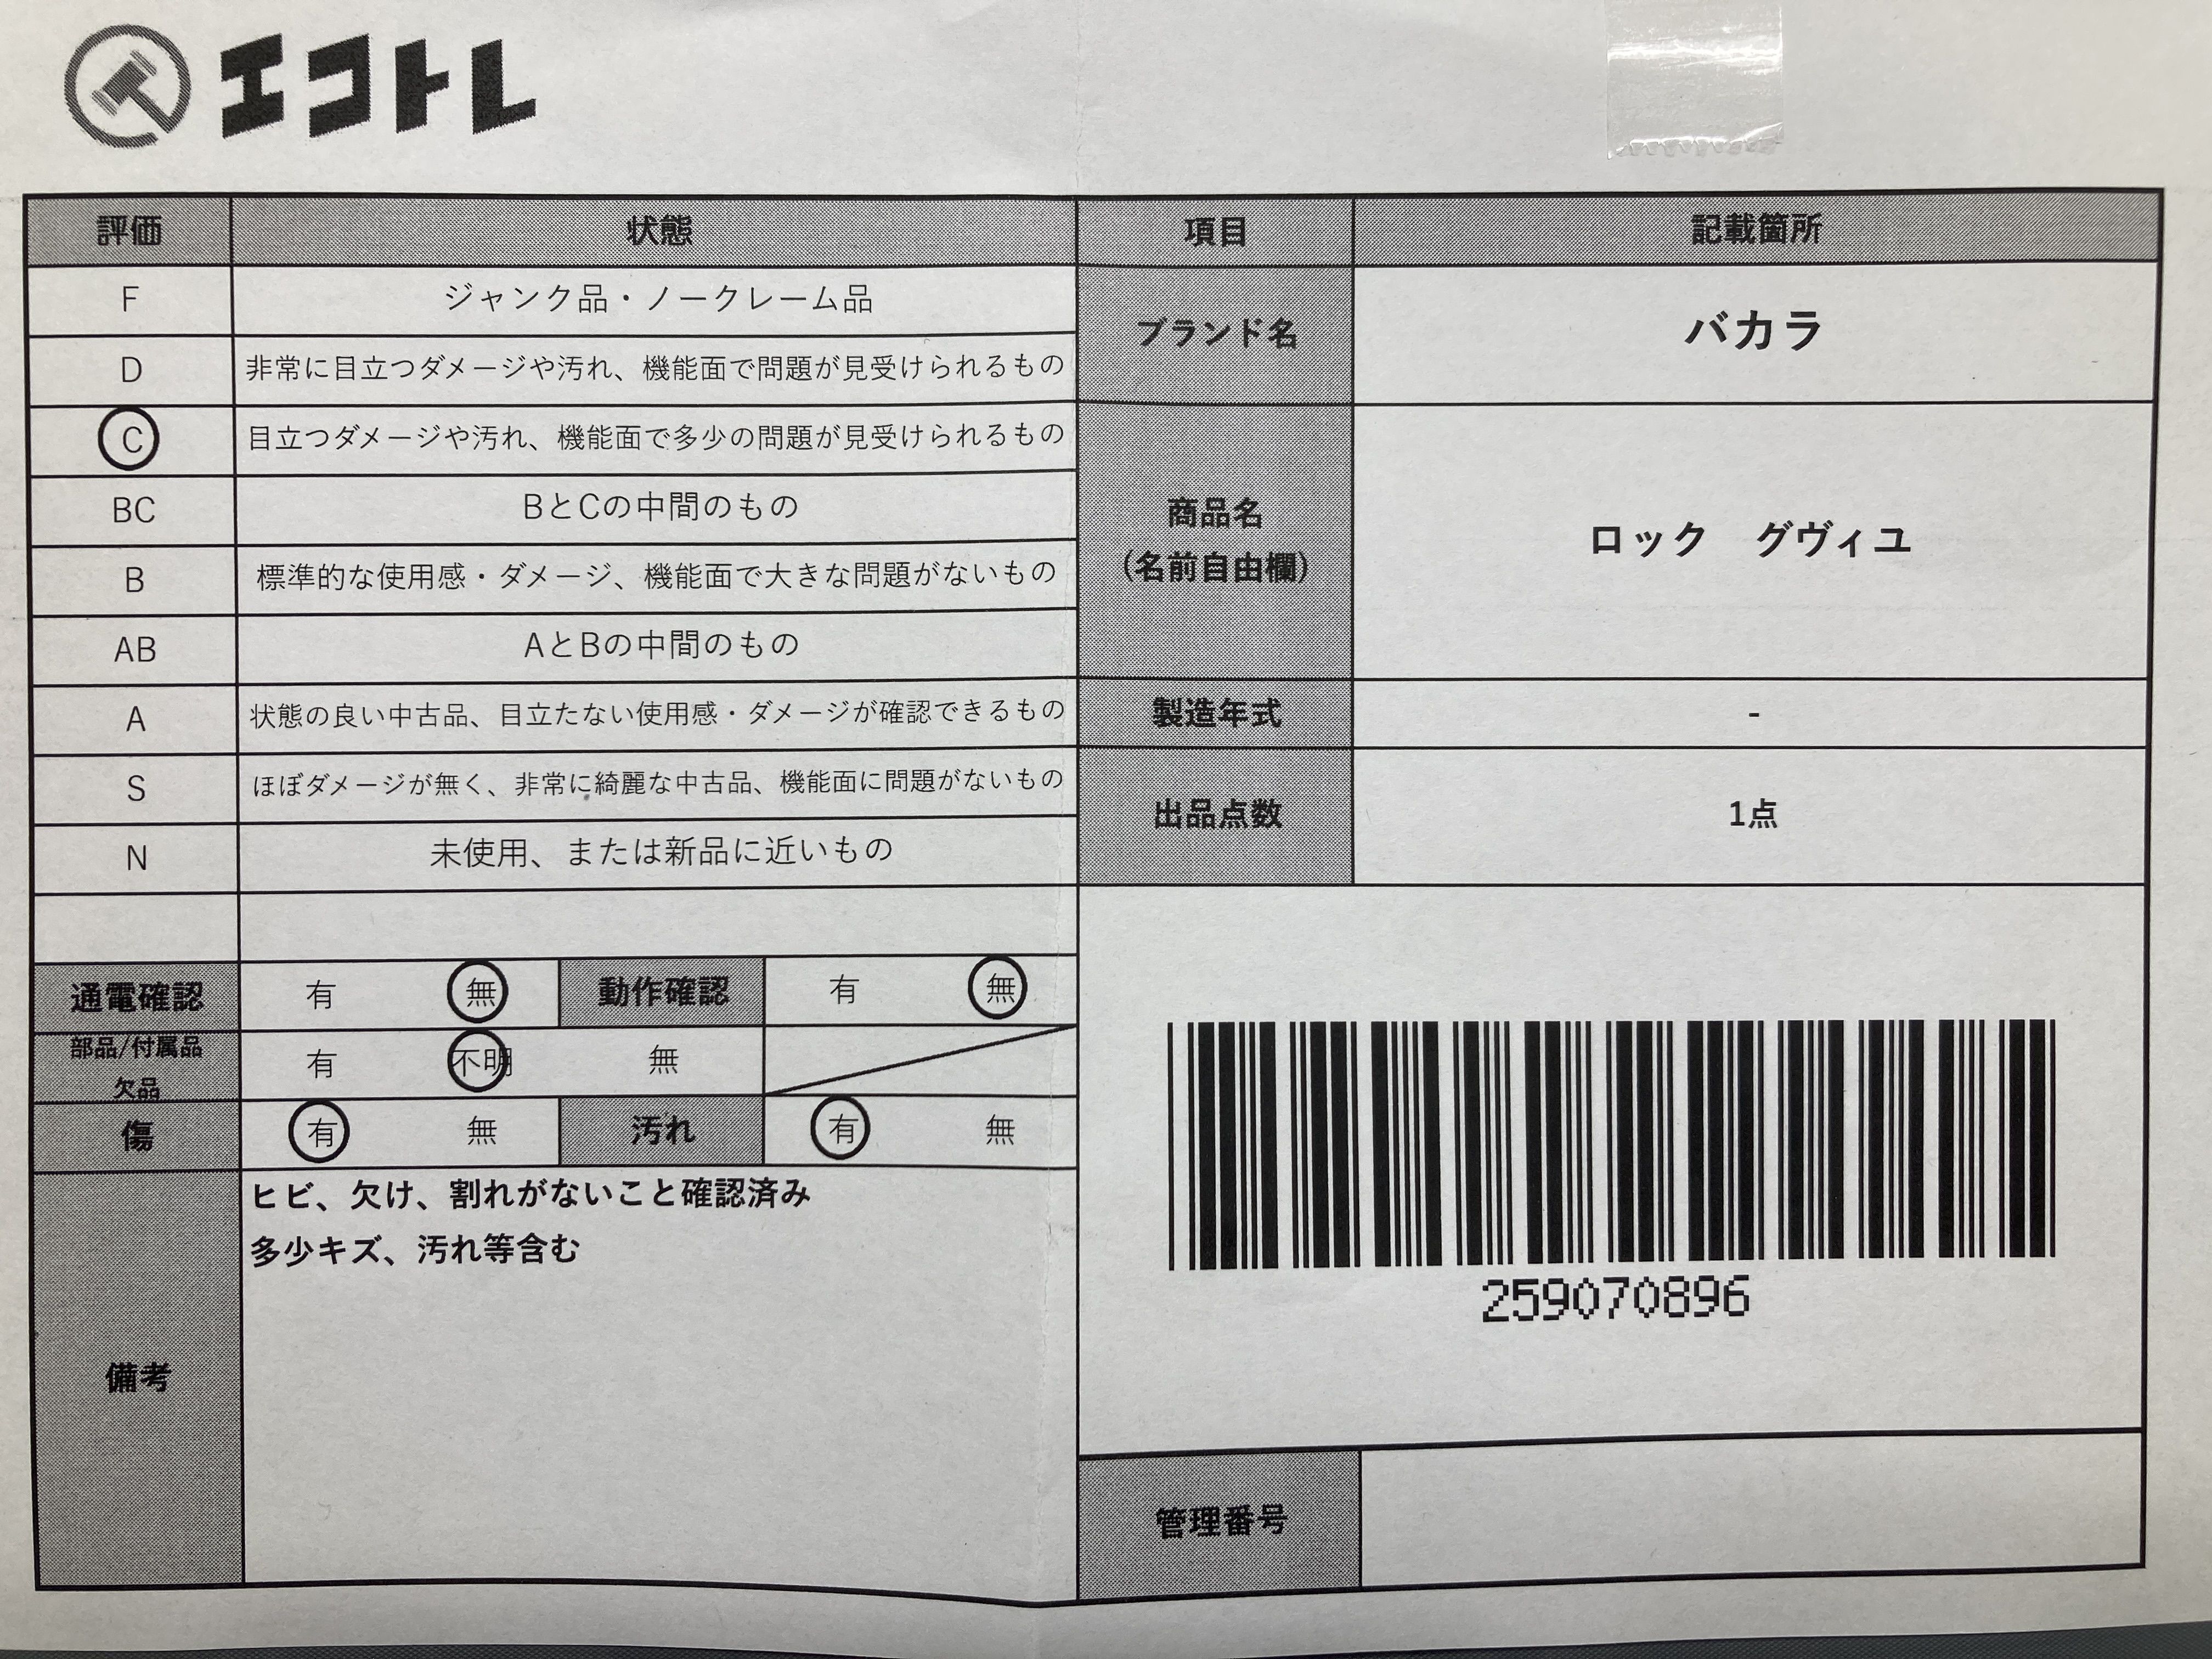 エコトレ
評価 状態
F ジャンク品・ノークレーム品
D 非常に目立つダメージや汚れ、機能面で問題が見受けられるもの
C 目立つダメージや汚れ、機能面で多少の問題が見受けられるもの
BC BとCの中間のもの
B 標準的な使用感・ダメージ、機能面で大きな問題がないもの
AB AとBの中間のもの
A 状態の良い中古品、目立たない使用感・ダメージが確認できるもの
S ほぼダメージが無く、非常に綺麗な中古品、機能面に問題がないもの
N 未使用、または新品に近いもの
通電確認 有 無 動作確認 有 無
部品/付属品
欠品 有 不明 無
傷 有 無 汚れ 有 無
備考
ヒビ、欠け、割れがないこと確認済み
多少キズ、汚れ等含む
項目 記載箇所
ブランド名 バカラ
商品名
(名前自由欄) ロック グヴィユ
製造年式 -
出品点数 1点
259070896
管理番号